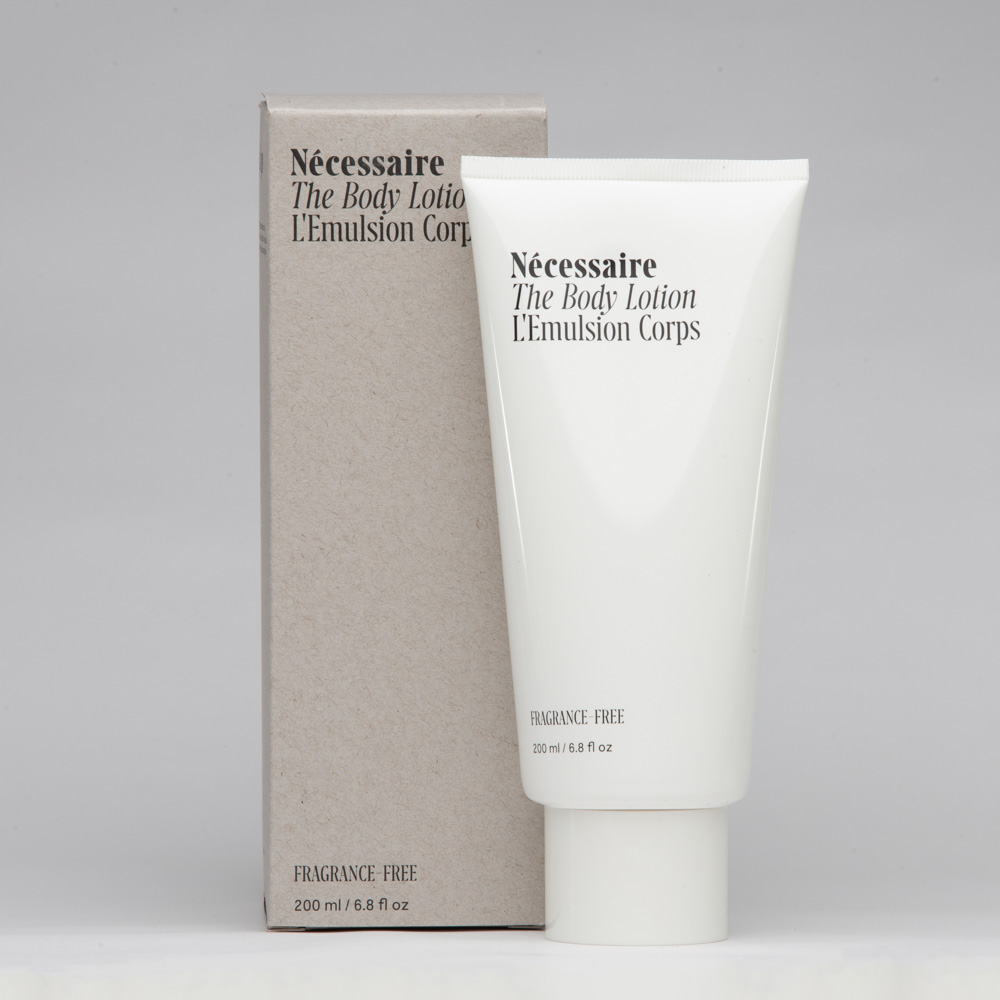 Nécessaire
The Body Lotio
L'Emulsion Corp
FRAGRANCE-FREE
200 ml / 6.8 fl oz
Nécessaire
The Body Lotion
L'Emulsion Corps
FRAGRANCE-FREE
200 ml / 6.8 fl oz